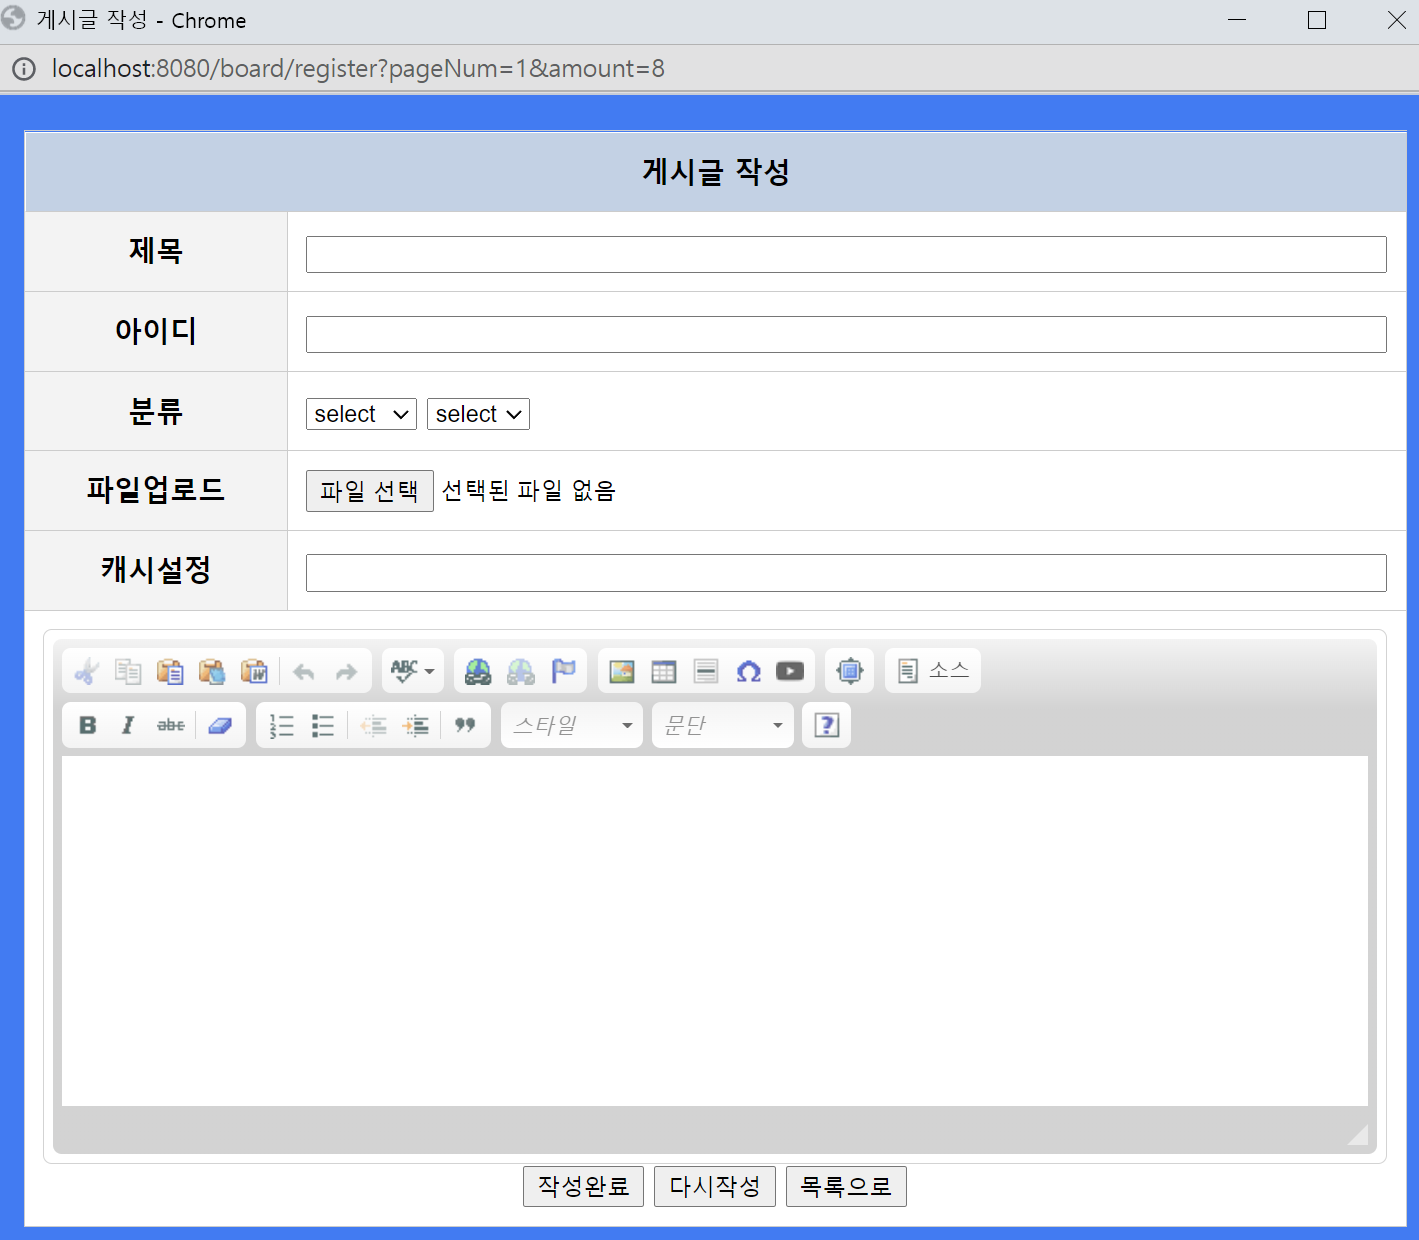 게시글 작성 - Chrome
localhost:8080/board/register?pageNum=1&amount=8
게시글 작성
제목
아이디
분류 select select
파일업로드 파일 선택 선택된 파일 없음
캐시설정
ABC 소스
B I abc 스타일 문단 ?
작성완료 다시작성 목록으로